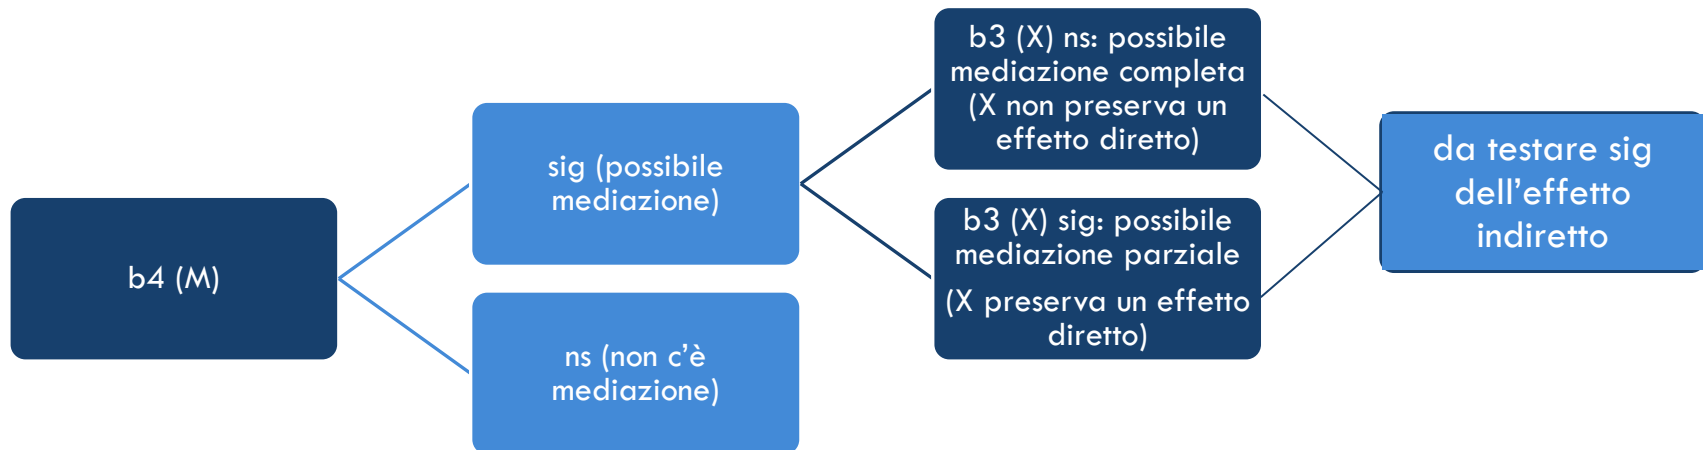 b4 (M)
sig (possibile
mediazione)
ns (non c’è
mediazione)
b3 (X) ns: possibile
mediazione completa
(X non preserva un
effetto diretto)
b3 (X) sig: possibile
mediazione parziale
(X preserva un effetto
diretto)
da testare sig
dell’effetto
indiretto